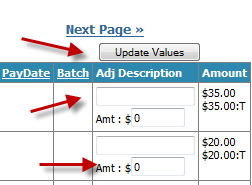 Next Page »
Update Values
PayDate Batch Adj Description Amount
$35.00
$35.00:T
Amt : $ 0
$20.00
$20.00:T
Amt : $ 0